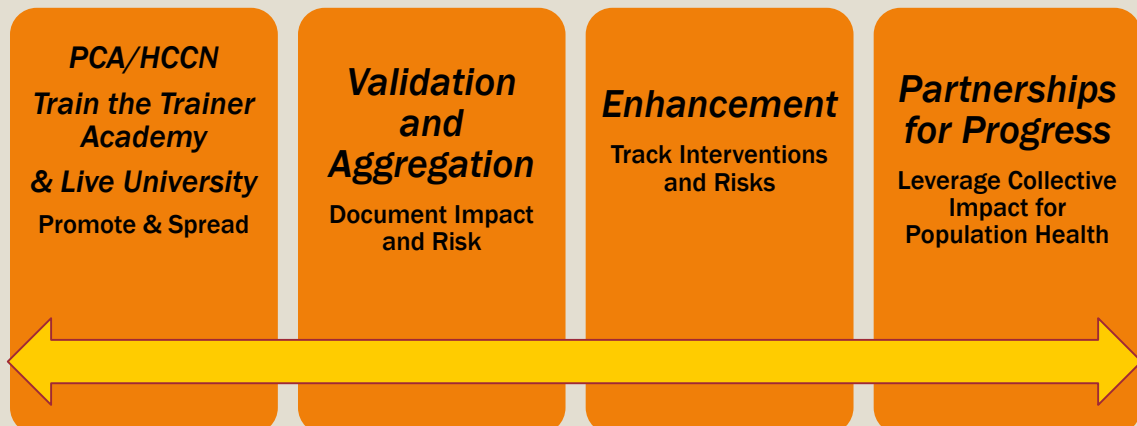 PCA/HCCN
Train the Trainer
Academy
& Live University
Promote & Spread
Validation
and
Aggregation
Document Impact
and Risk
Enhancement
Track Interventions
and Risks
Partnerships
for Progress
Leverage Collective
Impact for
Population Health